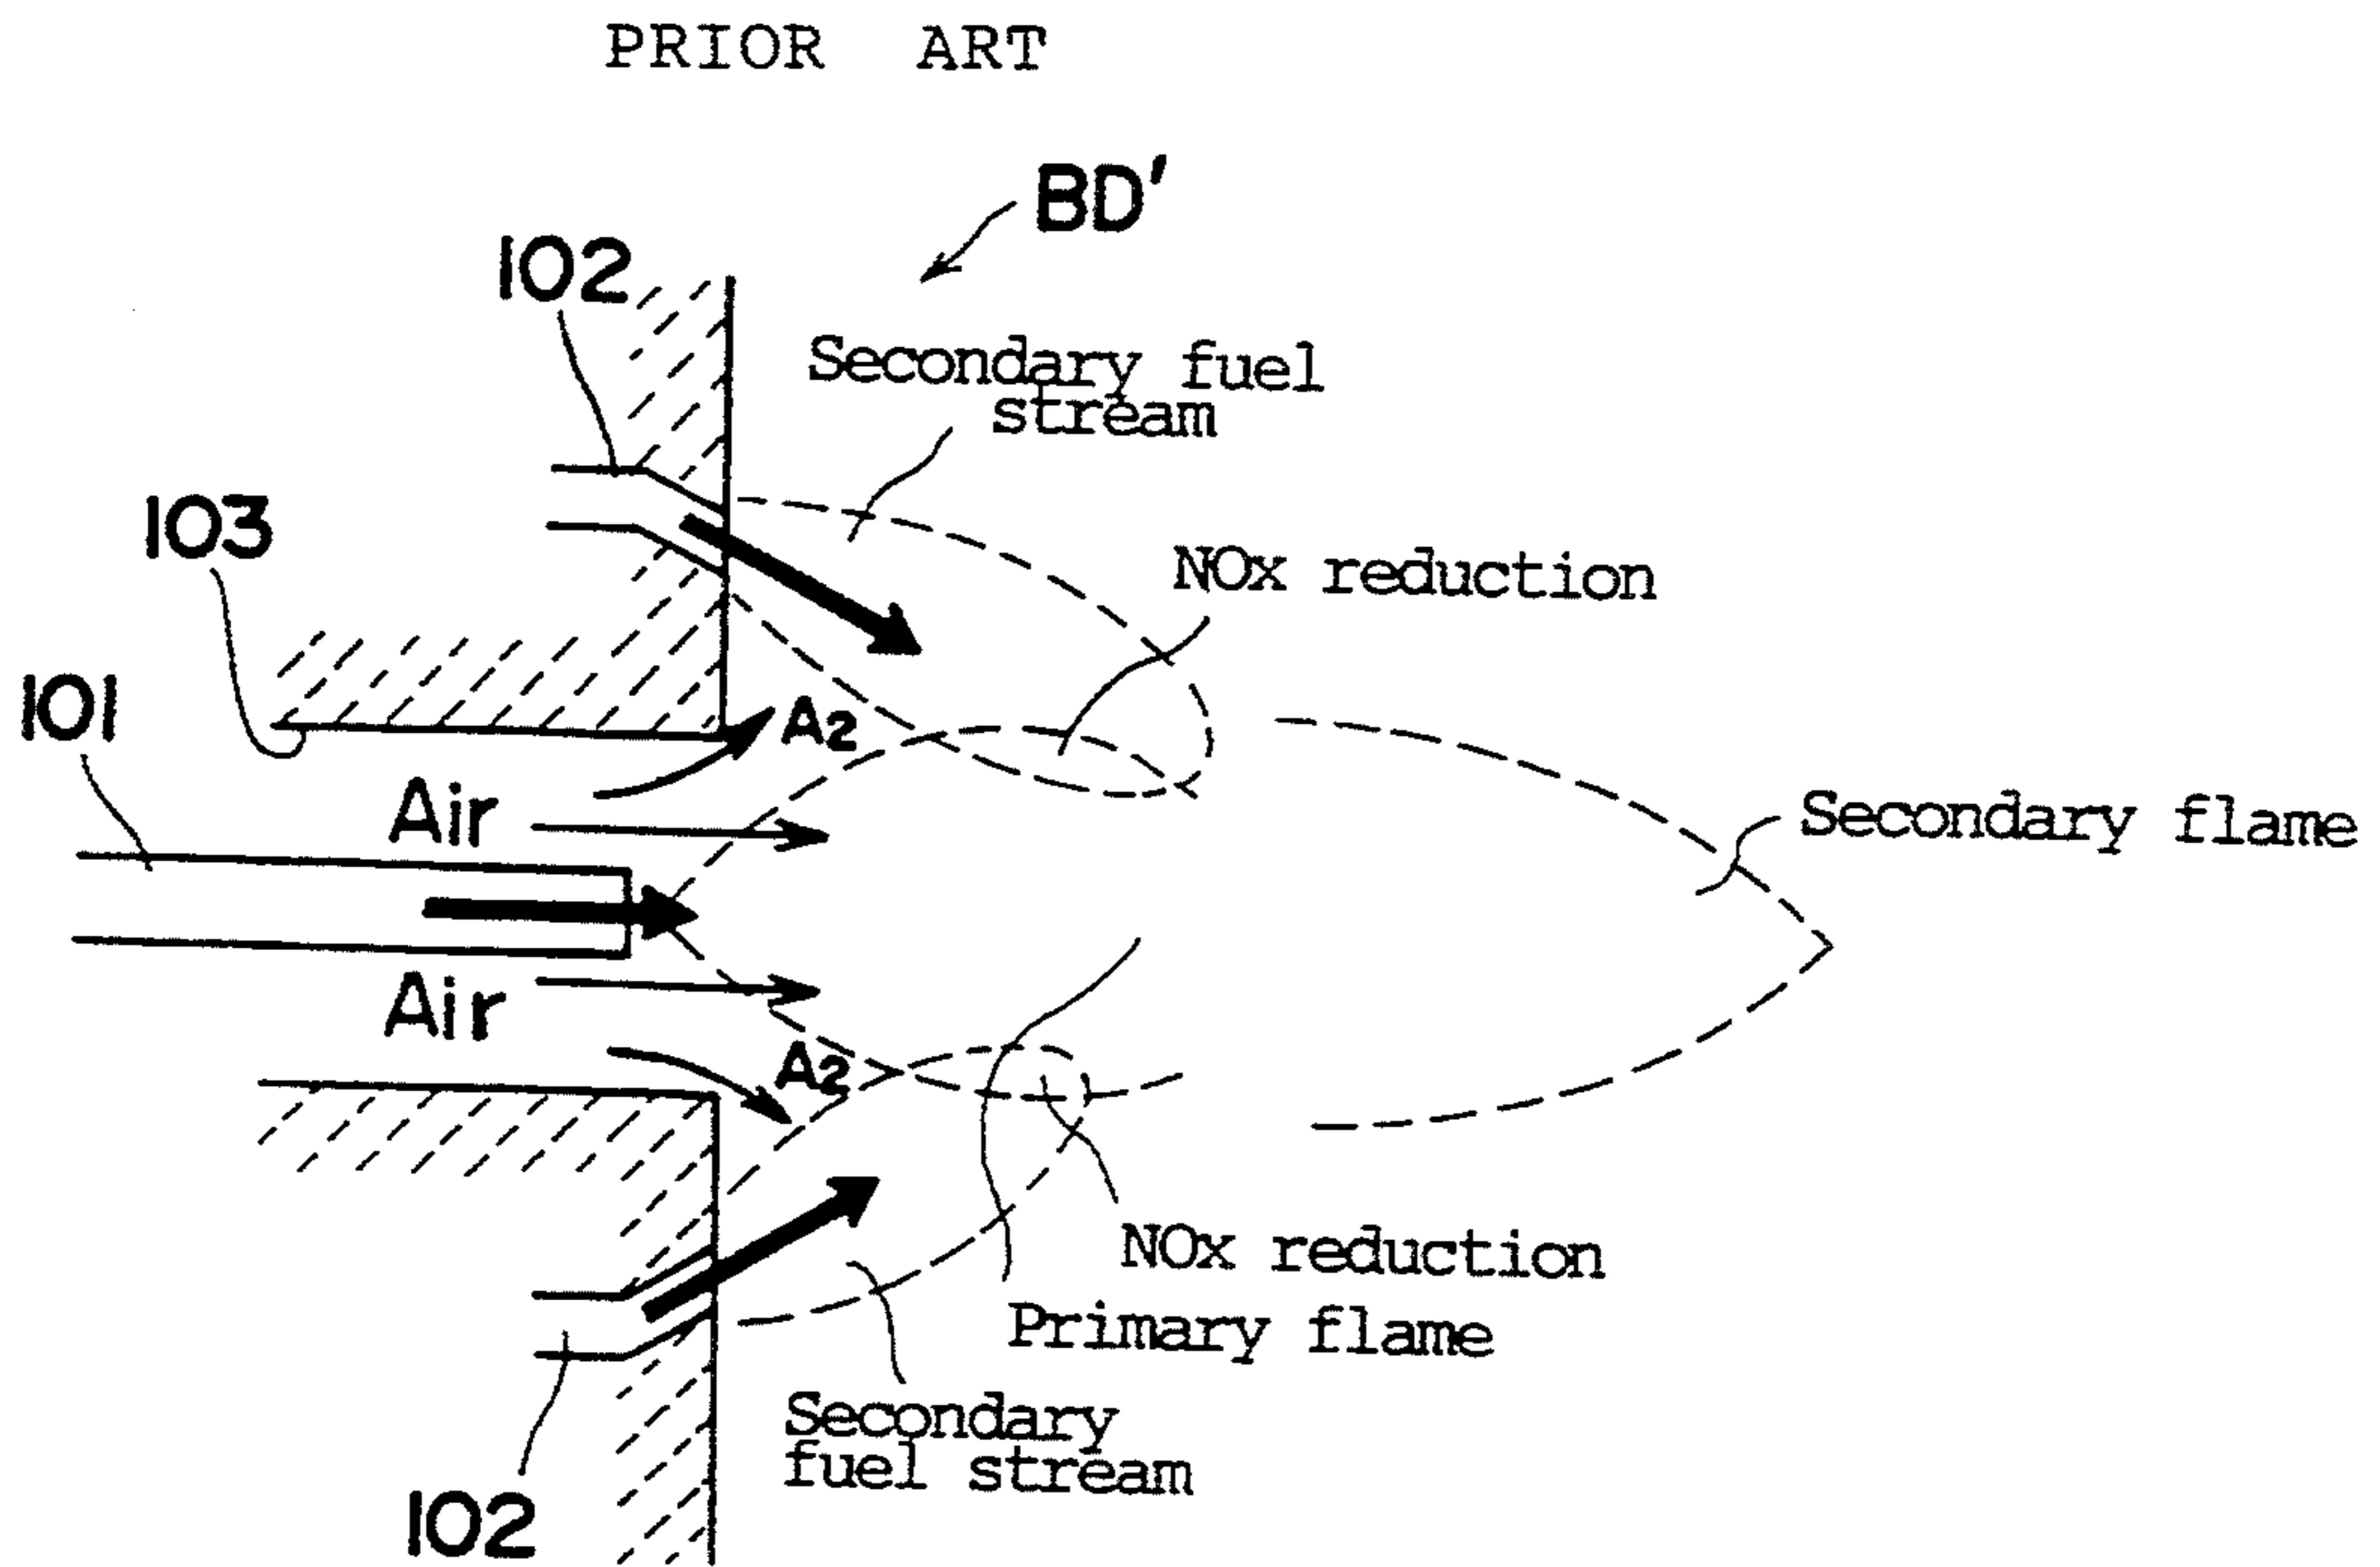 PRIOR ART
BD'
102
Secondary fuel
stream
103
NOx reduction
101
A2
Air
Secondary flame
Air
A2
NOx reduction
Primary flame
Secondary
fuel stream
102